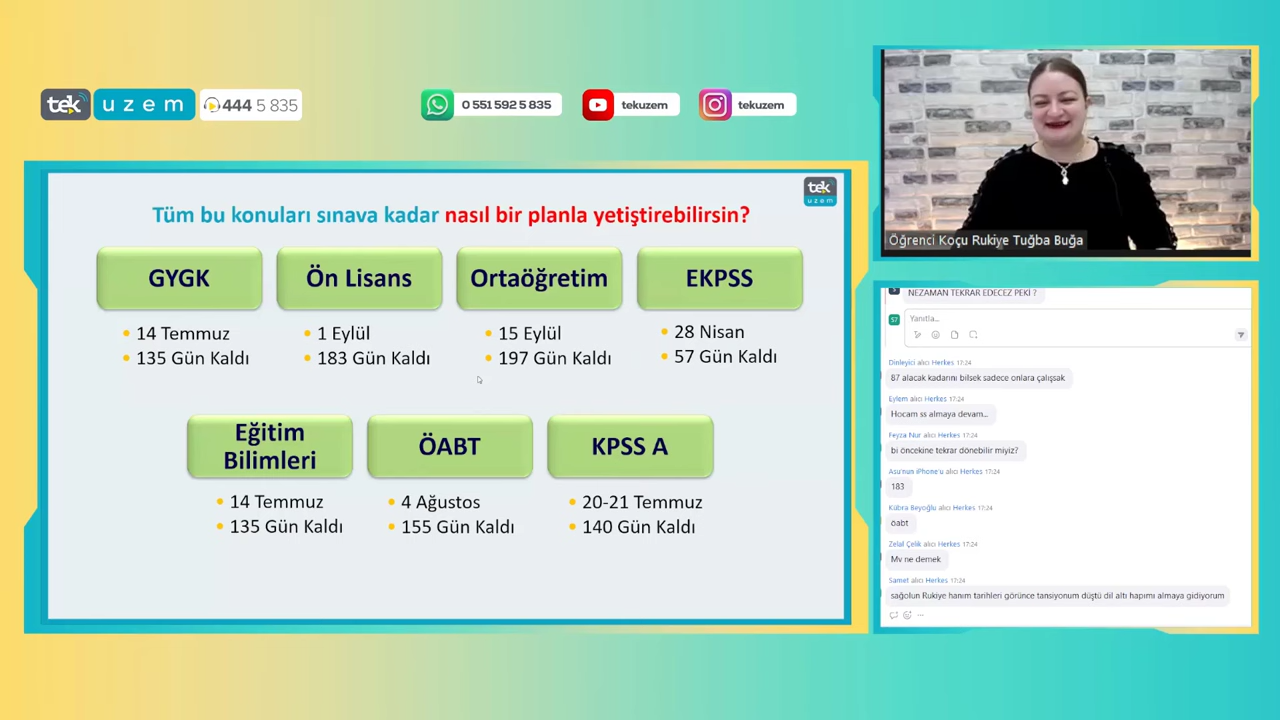 tek uzem 444 5 835
0 551 592 5 835
tekuzem
tekuzem
tek
uzem
Tüm bu konuları sınava kadar nasıl bir planla yetiştirebilirsin?
GYGK
Ön Lisans
Ortaöğretim
EKPSS
• 14 Temmuz
• 135 Gün Kaldı
• 1 Eylül
• 183 Gün Kaldı
• 15 Eylül
• 197 Gün Kaldı
• 28 Nisan
• 57 Gün Kaldı
Eğitim
Bilimleri
ÖABT
KPSS A
• 14 Temmuz
• 135 Gün Kaldı
• 4 Ağustos
• 155 Gün Kaldı
• 20-21 Temmuz
• 140 Gün Kaldı
Öğrenci Koçu Rukiye Tuğba Buğa
NEZAMAN TEKRAR EDECEZ PEKİ ?
Yanıtla...
Dinleyici alıcı Herkes 17:24
87 alacak kadarını bilsek sadece onlara çalışsak
Eylem alıcı Herkes 17:24
Hocam ss almaya devam...
Feyza Nur alıcı Herkes 17:24
bi öncekine tekrar dönebilir miyiz?
Asu'nun iPhone'u alıcı Herkes 17:24
183
Kübra Beyoğlu alıcı Herkes 17:24
öabt
Zelal Çelik alıcı Herkes 17:24
Mv ne demek
Samet alıcı Herkes 17:24
sağolun Rukiye hanım tarihleri görünce tansiyonum düştü dil altı hapımı almaya gidiyorum